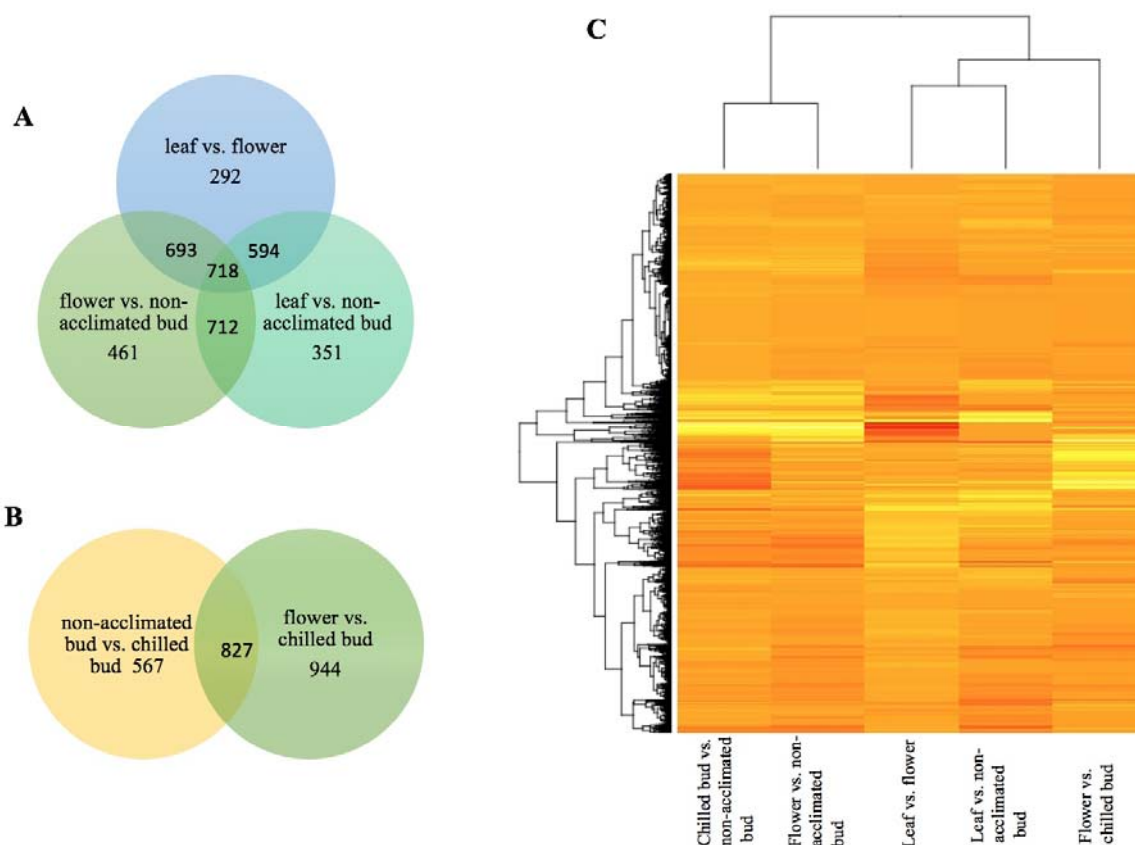 A
leaf vs. flower
292
693
594
718
flower vs. non-
acclimated bud
461
712
leaf vs. non-
acclimated bud
351
B
non-acclimated
bud vs. chilled
bud 567
827
flower vs.
chilled bud
944
C
Chilled bud vs.
non-acclimated
bud
Flower vs. non-
acclimated
bud
Leaf vs. flower
Leaf vs. non-
acclimated
bud
Flower vs.
chilled bud